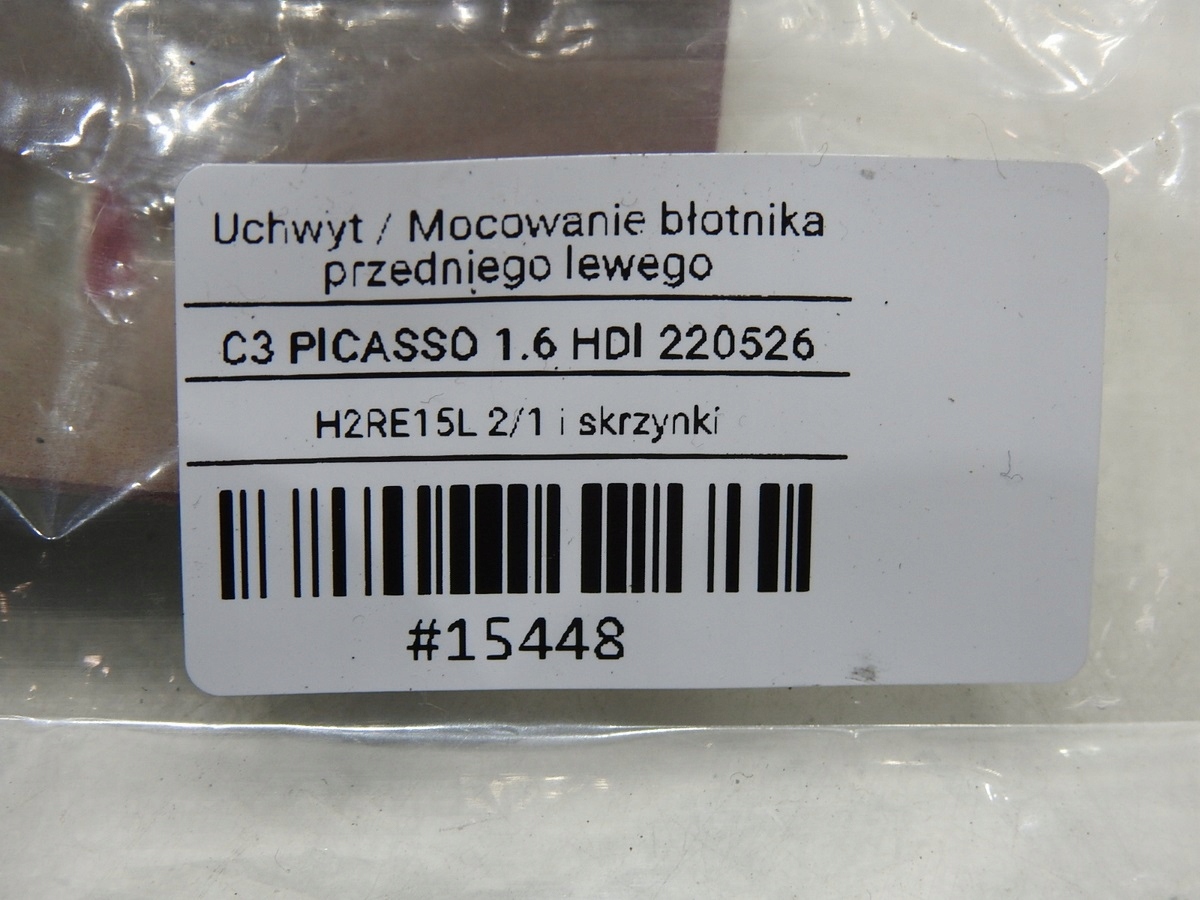 Uchwyt / Mocowanie błotnika
przedniego lewego
C3 PICASSO 1.6 HDI 220526
H2RE15L 2/1 i skrzynki
#15448